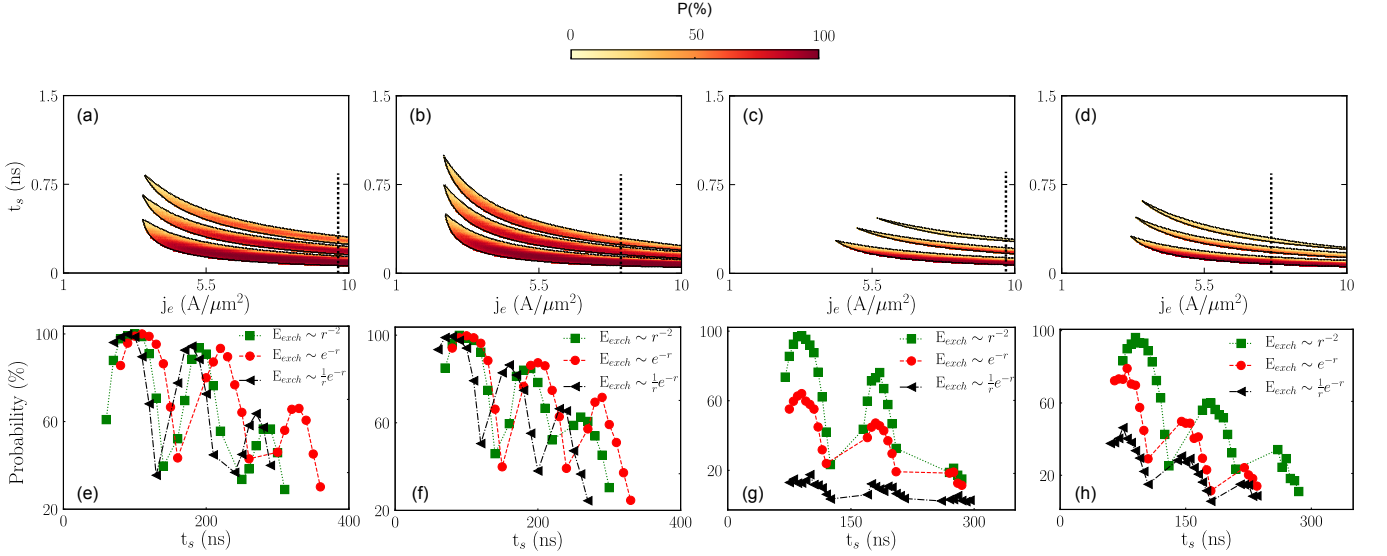 P(%)
0 50 100
1.5 1.5 1.5 1.5
(a) (b) (c) (d)
t_s (ns)
0.75 0.75 0.75 0.75
0 0 0 0
1 5.5 10 1 5.5 10 1 5.5 10 1 5.5 10
j_e (A/μm²) j_e (A/μm²) j_e (A/μm²) j_e (A/μm²)
Probability (%)
100
60
20
E_exch ∼ r⁻²
E_exch ∼ e⁻ʳ
E_exch ∼ 1/r e⁻ʳ
(e)
0 200 400
t_s (ns)
100
60
20
E_exch ∼ r⁻²
E_exch ∼ e⁻ʳ
E_exch ∼ 1/r e⁻ʳ
(f)
0 200 400
t_s (ns)
100
60
20
E_exch ∼ r⁻²
E_exch ∼ e⁻ʳ
E_exch ∼ 1/r e⁻ʳ
(g)
0 150 300
t_s (ns)
100
60
20
E_exch ∼ r⁻²
E_exch ∼ e⁻ʳ
E_exch ∼ 1/r e⁻ʳ
(h)
0 150 300
t_s (ns)